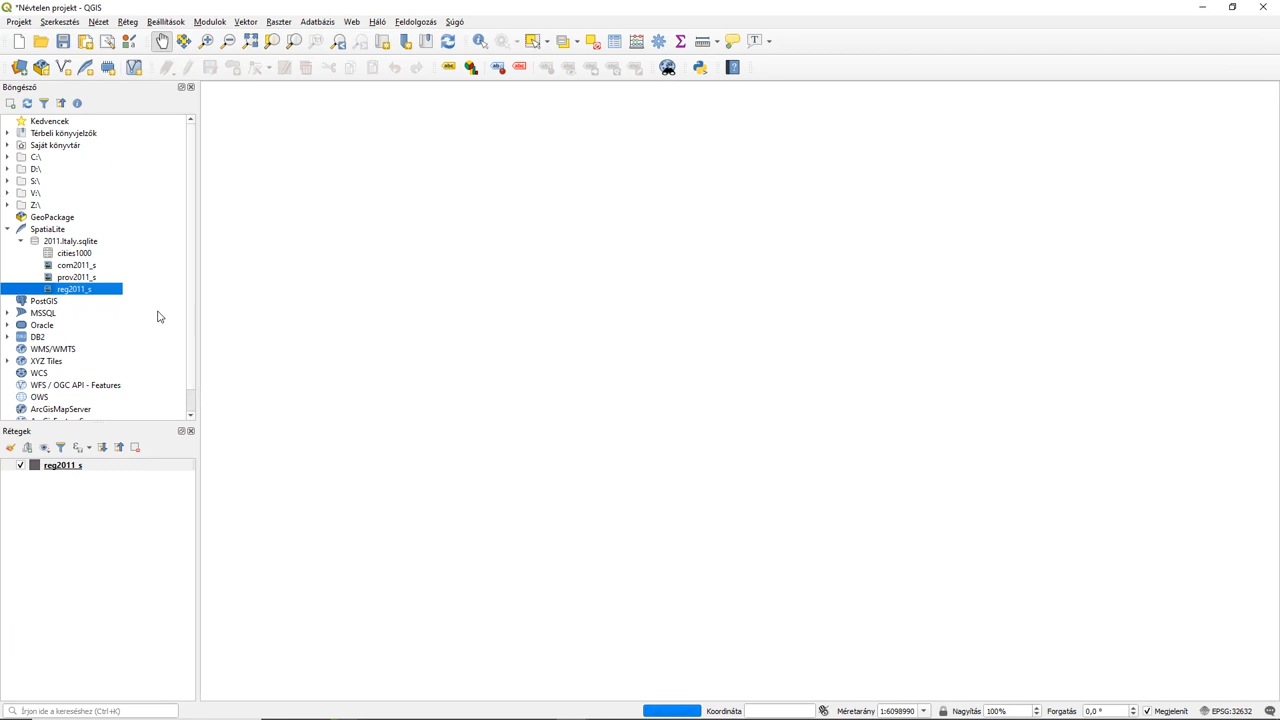 *Névtelen projekt - QGIS
Projekt Szerkesztés Nézet Réteg Beállítások Modulok Vektor Raszter Adatbázis Web Háló Feldolgozás Súgó
Böngésző
Kedvencek
Térbeli könyvjelzők
Saját könyvtár
C:\
D:\
S:\
V:\
Z:\
GeoPackage
SpatiaLite
2011.Italy.sqlite
cities1000
com2011_s
prov2011_s
reg2011_s
PostGIS
MSSQL
Oracle
DB2
WMS/WMTS
XYZ Tiles
WCS
WFS / OGC API - Features
OWS
ArcGisMapServer
Rétegek
reg2011_s
Írjon ide a kereséshez (Ctrl+K) Koordináta Méretarány 1:6098990 Nagyítás 100% Forgatás 0,0 ° Megjelenít EPSG:32632